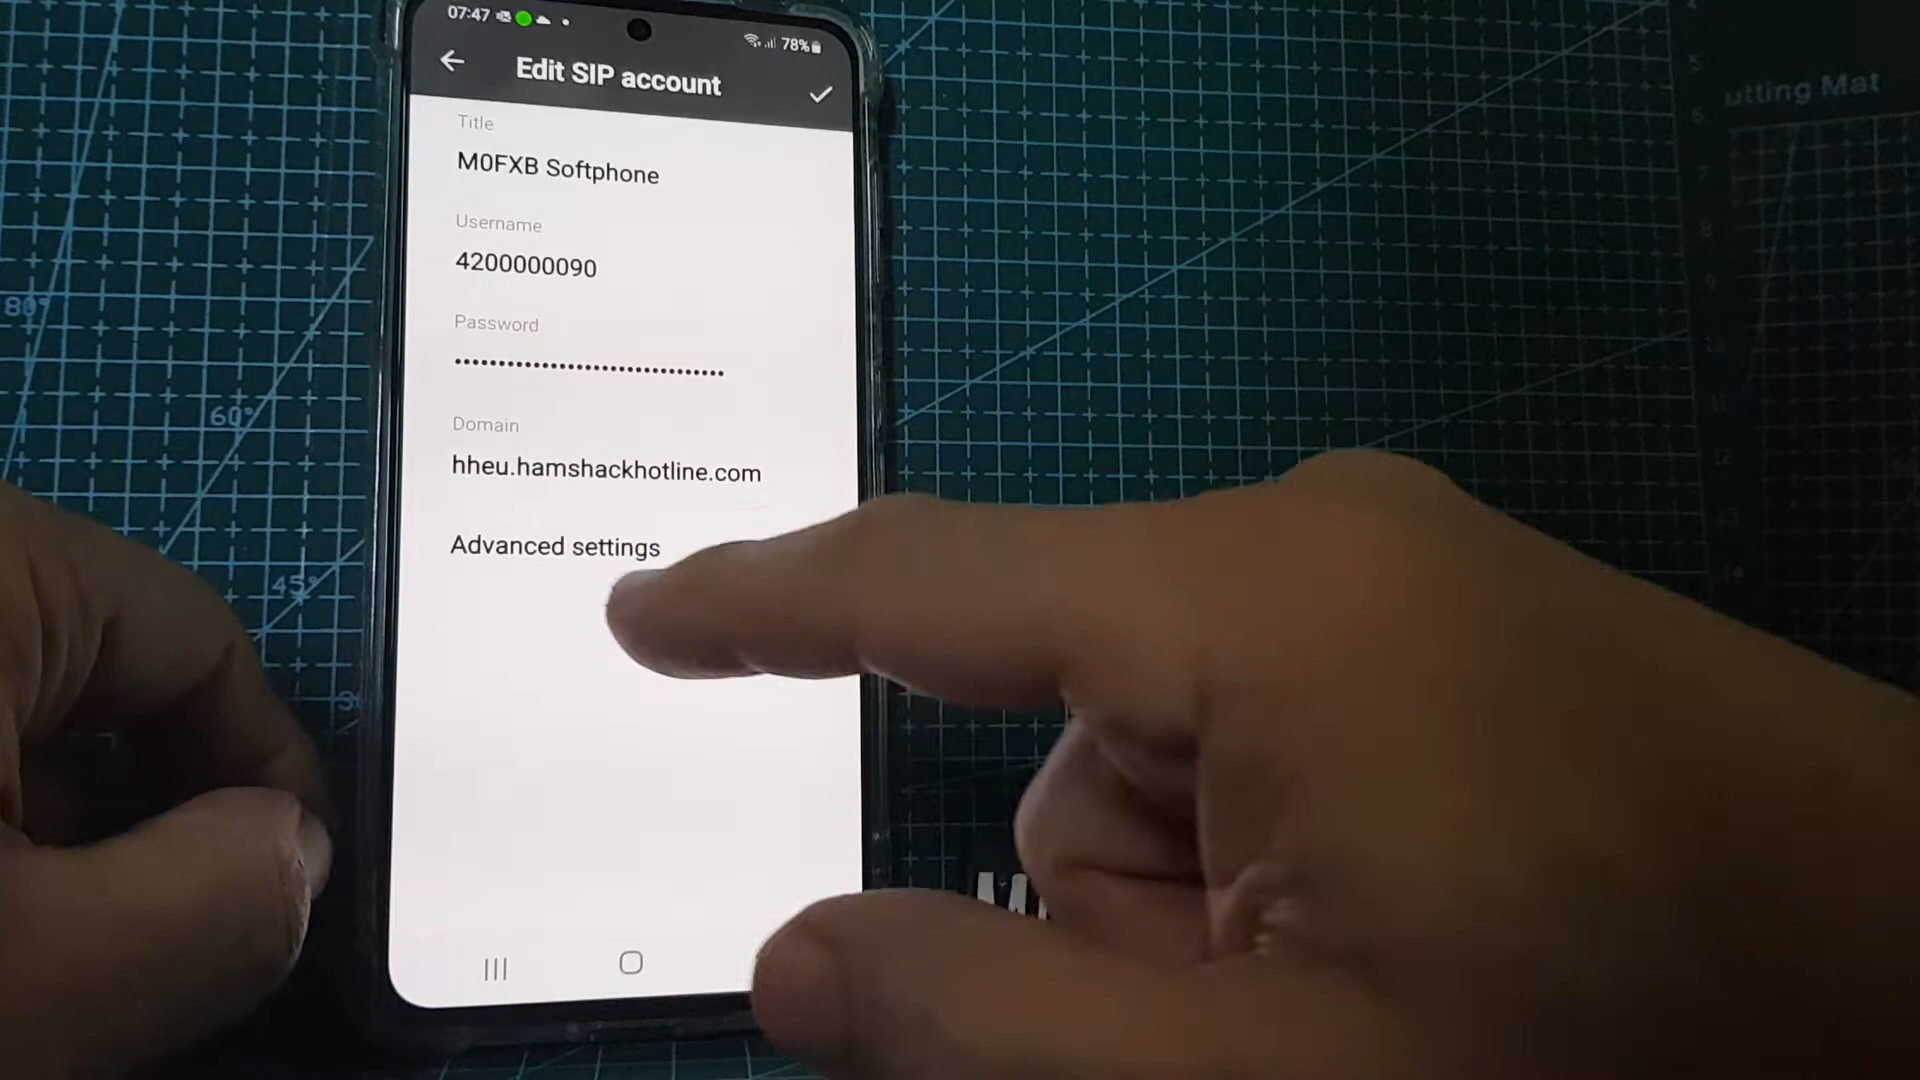 07:47
78%
Edit SIP account
Title
M0FXB Softphone
Username
4200000090
Password
Domain
hheu.hamshackhotline.com
Advanced settings
utting Mat
80°
60°
45°